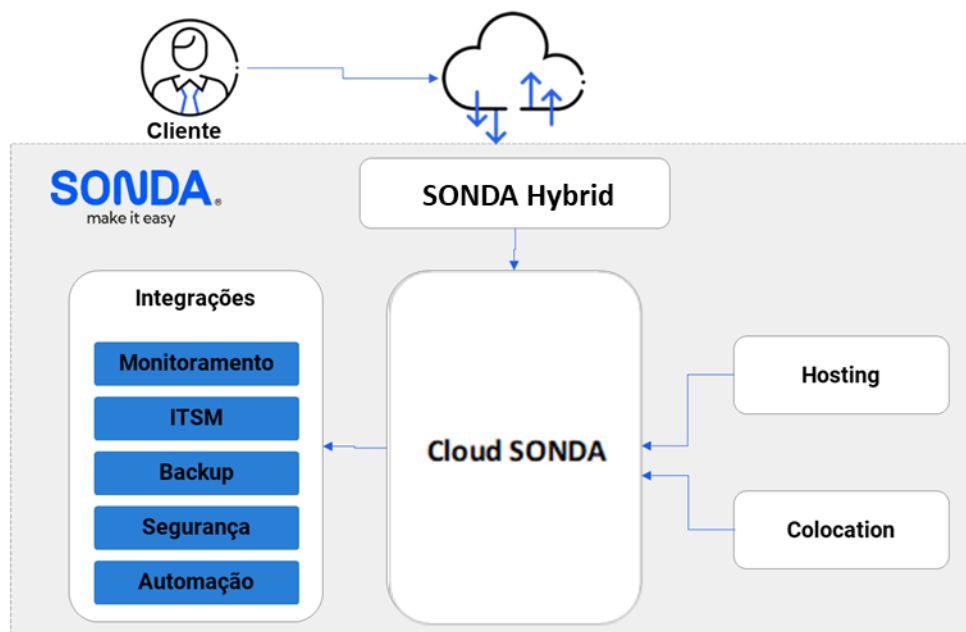 Cliente
SONDA®
make it easy
SONDA Hybrid
Integrações
Monitoramento
ITSM
Backup
Segurança
Automação
Cloud SONDA
Hosting
Colocation